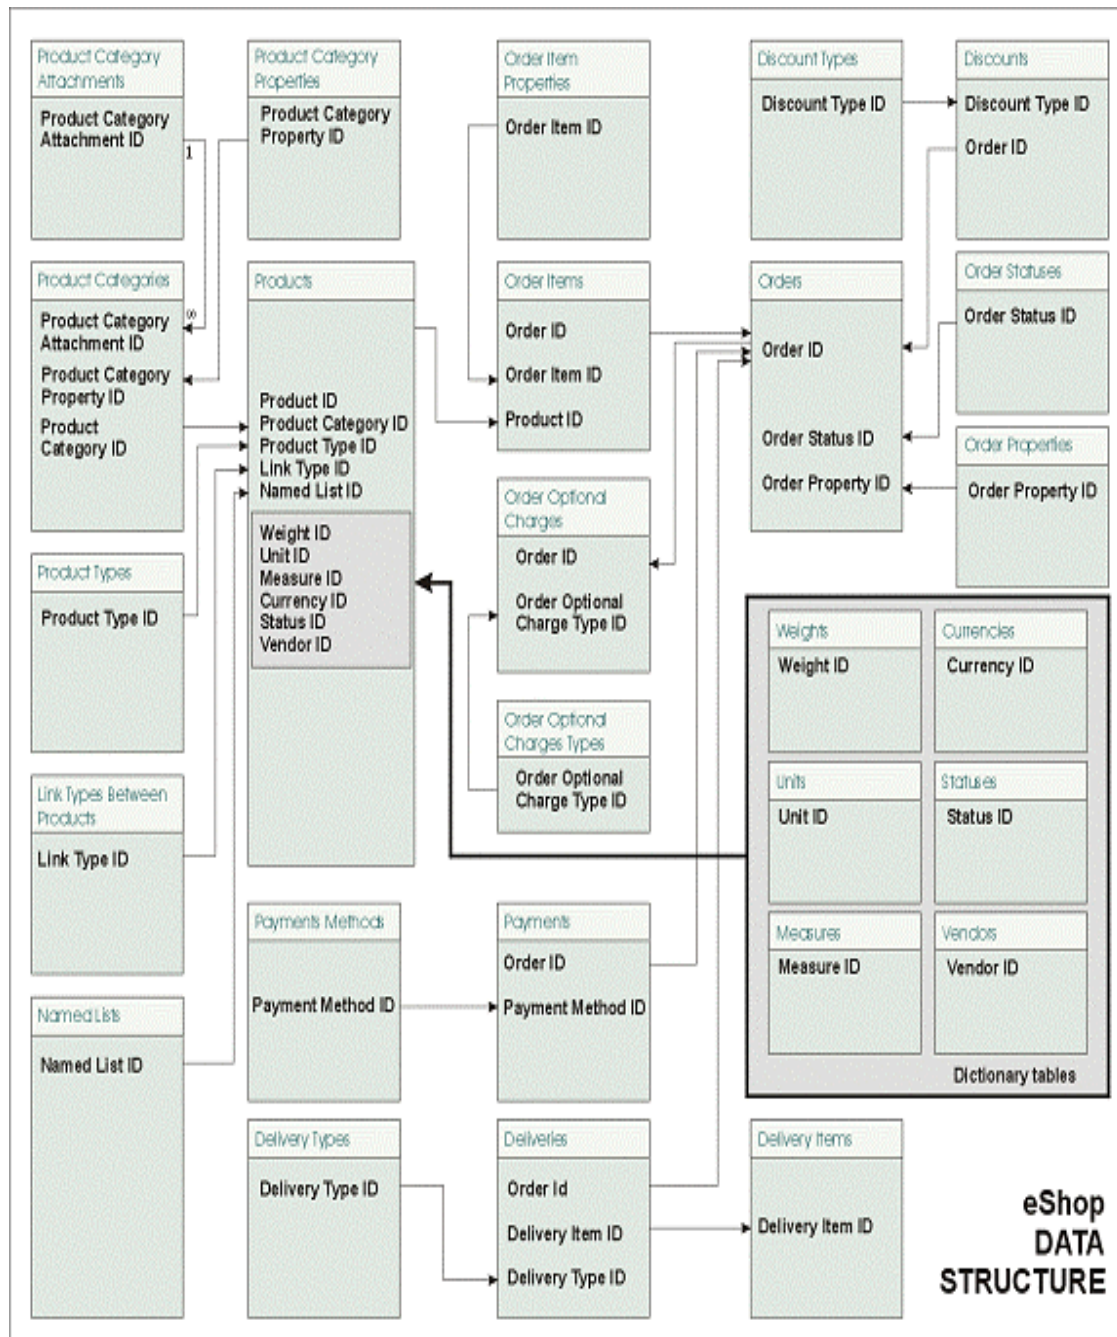 Product Category
Attachments
Product Category
Attachment ID
1
Product Category
Properties
Product Category
Property ID
Order Item
Properties
Order Item ID
Discount Types
Discount Type ID
Discounts
Discount Type ID
Order ID
Product Categories
∞
Product Category
Attachment ID
Product Category
Property ID
Product
Category ID
Products
Product ID
Product Category ID
Product Type ID
Link Type ID
Named List ID
Weight ID
Unit ID
Measure ID
Currency ID
Status ID
Vendor ID
Order Items
Order ID
Order Item ID
Product ID
Orders
Order ID
Order Status ID
Order Property ID
Order Statuses
Order Status ID
Order Properties
Order Property ID
Order Optional
Charges
Order ID
Order Optional
Charge Type ID
Product Types
Product Type ID
Order Optional
Charges Types
Order Optional
Charge Type ID
Weights
Weight ID
Currencies
Currency ID
Units
Unit ID
Statuses
Status ID
Measures
Measure ID
Vendors
Vendor ID
Dictionary tables
Link Types Between
Products
Link Type ID
Payments Methods
Payment Method ID
Payments
Order ID
Payment Method ID
Named Lists
Named List ID
Delivery Types
Delivery Type ID
Deliveries
Order Id
Delivery Item ID
Delivery Type ID
Delivery Items
Delivery Item ID
eShop
DATA
STRUCTURE